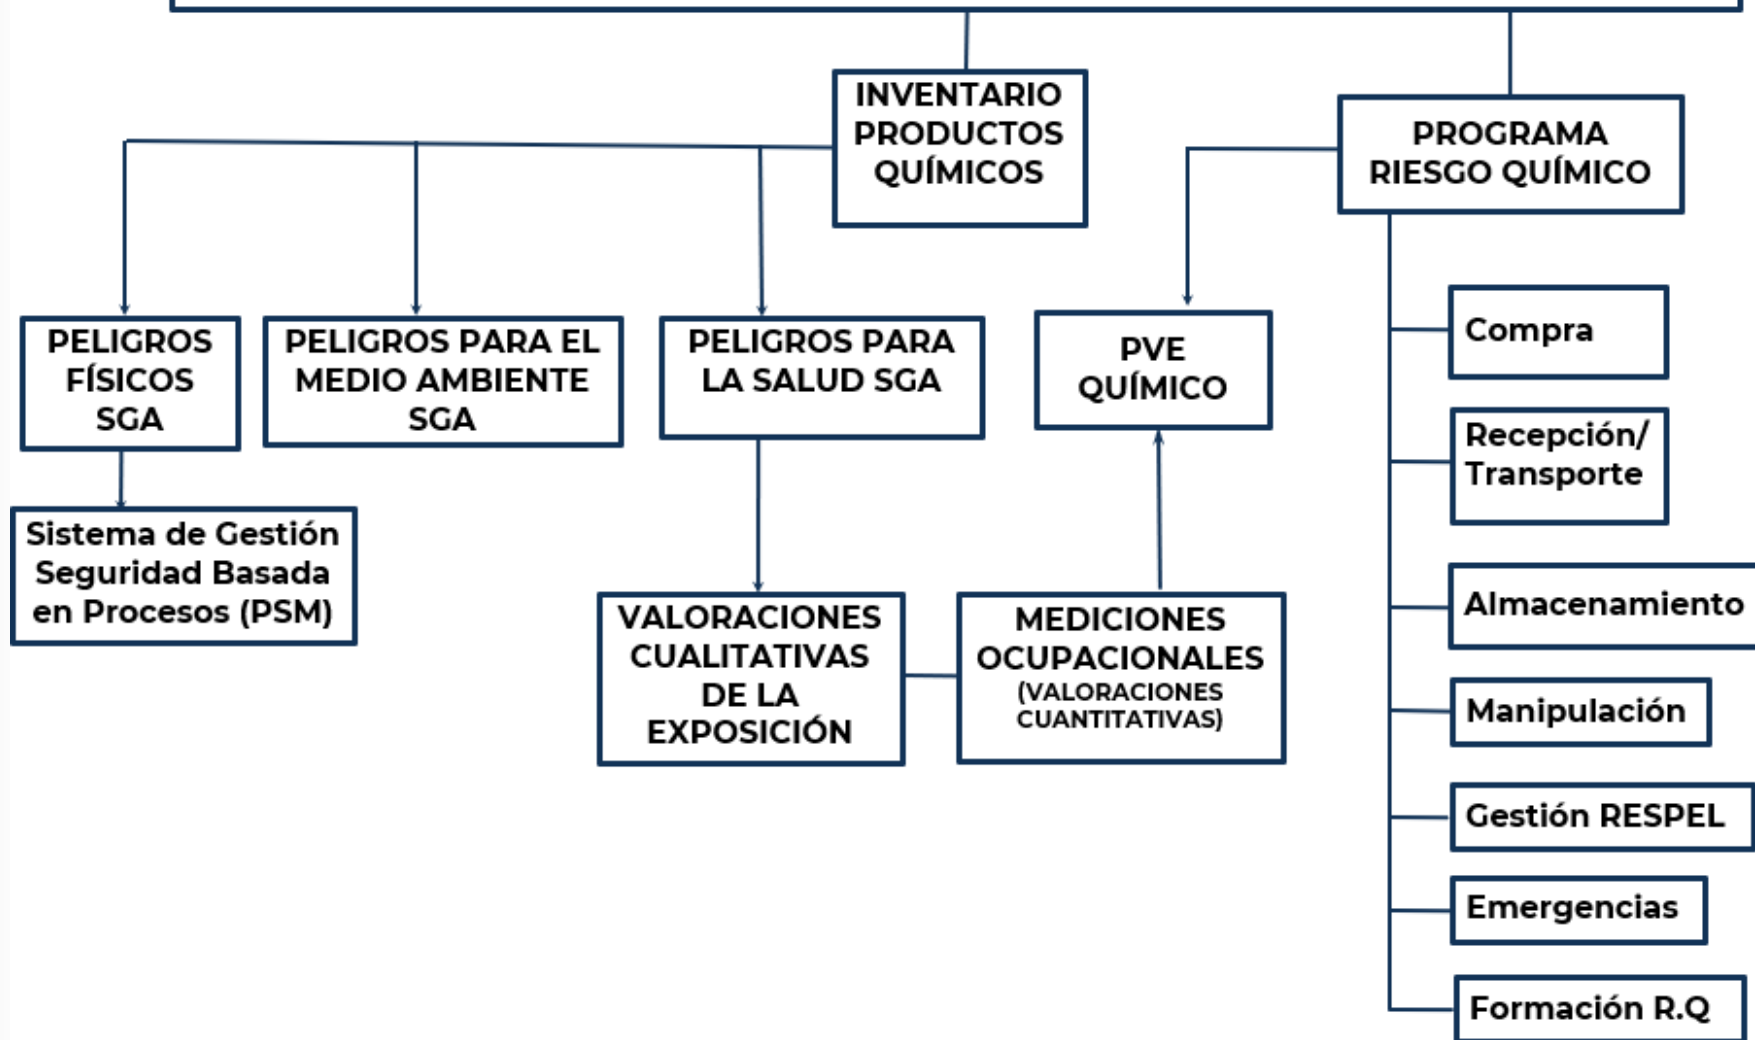 INVENTARIO
PRODUCTOS
QUÍMICOS
PROGRAMA
RIESGO QUÍMICO
PELIGROS
FÍSICOS
SGA
PELIGROS PARA EL
MEDIO AMBIENTE
SGA
PELIGROS PARA
LA SALUD SGA
PVE
QUÍMICO
Sistema de Gestión
Seguridad Basada
en Procesos (PSM)
VALORACIONES
CUALITATIVAS
DE LA
EXPOSICIÓN
MEDICIONES
OCUPACIONALES
(VALORACIONES
CUANTITATIVAS)
Compra
Recepción/
Transporte
Almacenamiento
Manipulación
Gestión RESPEL
Emergencias
Formación R.Q